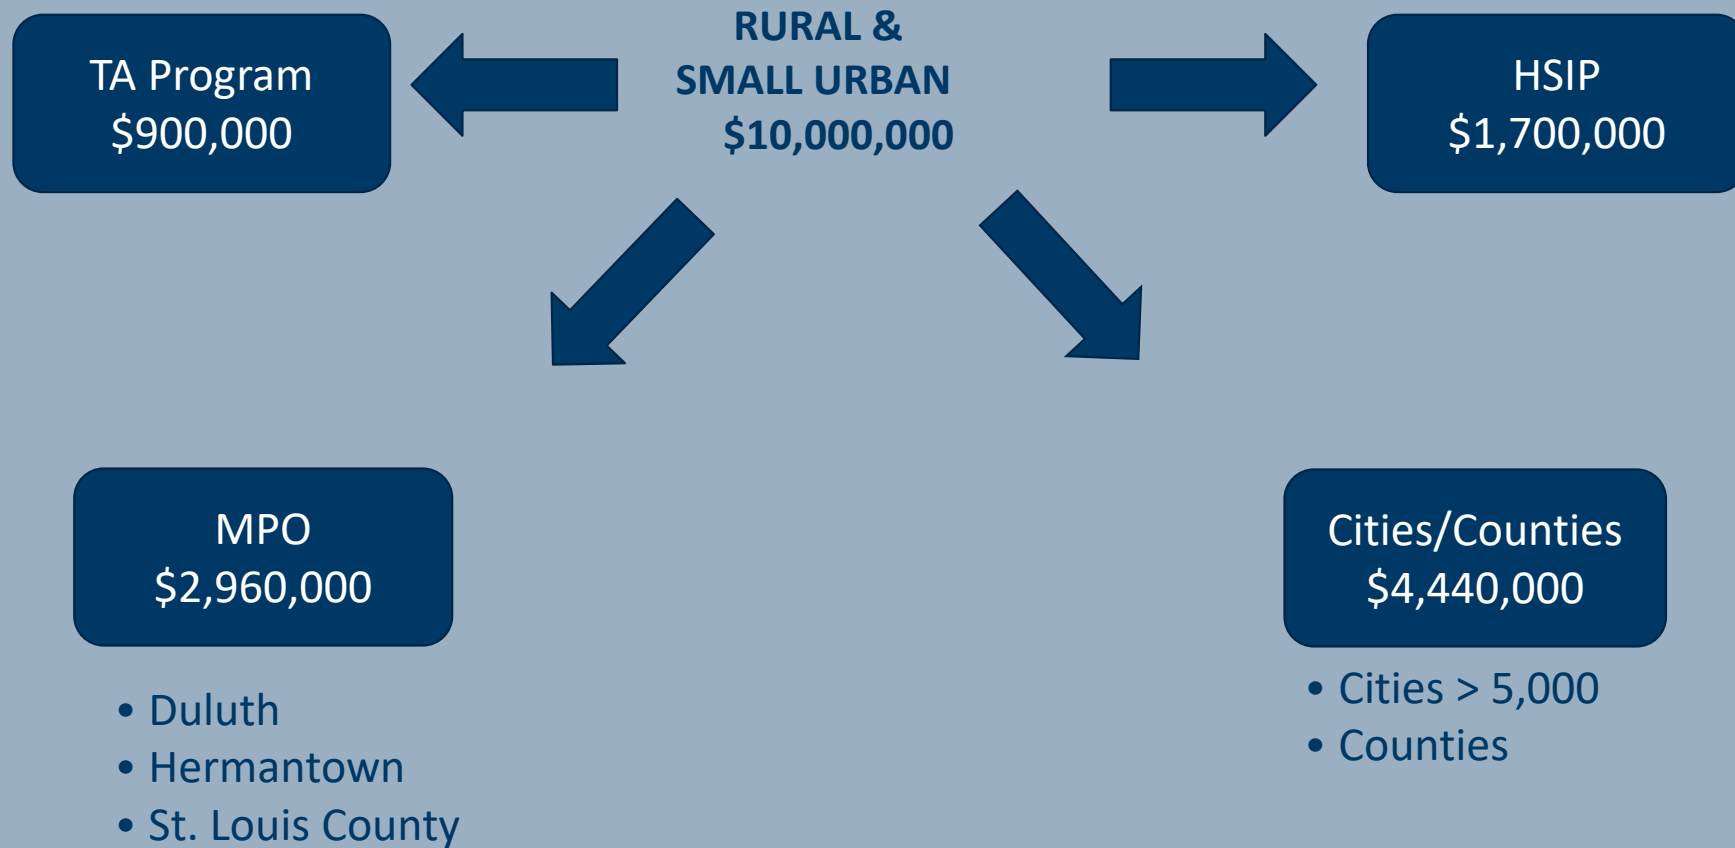 RURAL &
SMALL URBAN
$10,000,000
TA Program
$900,000
HSIP
$1,700,000
MPO
$2,960,000
• Duluth
• Hermantown
• St. Louis County
Cities/Counties
$4,440,000
• Cities > 5,000
• Counties